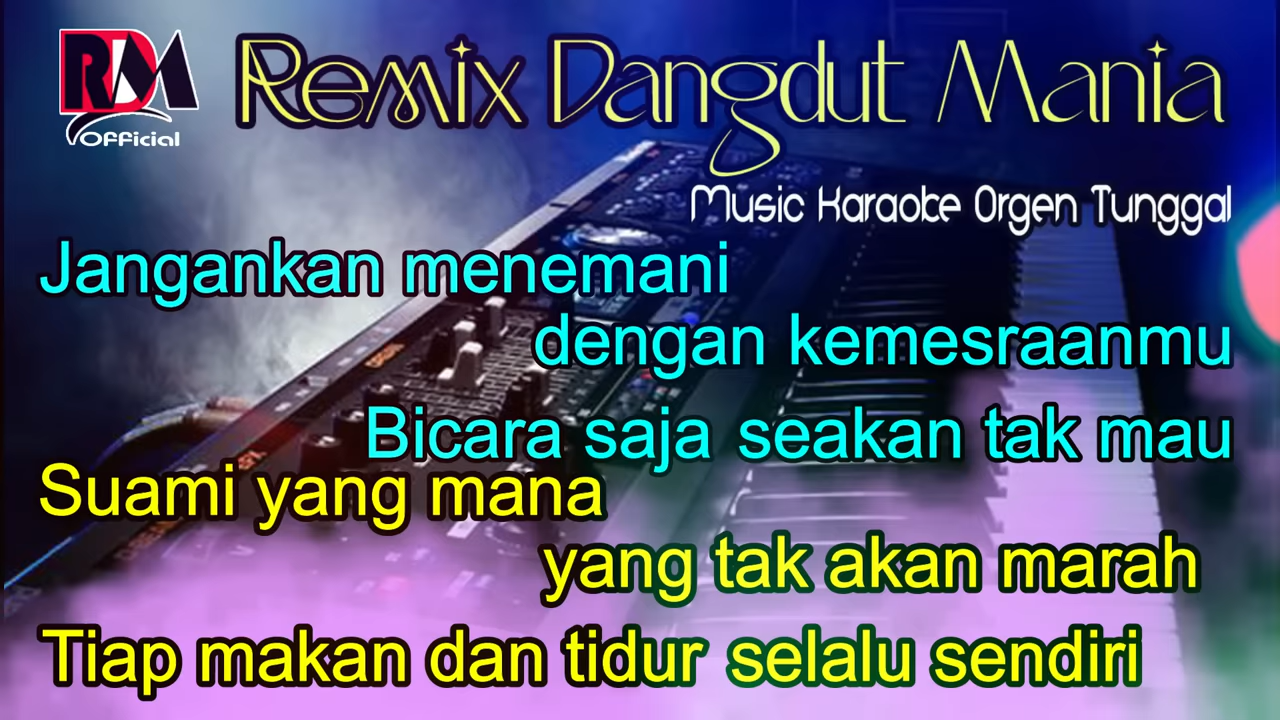 RDM
Official
Remix Dangdut Mania
Music Karaoke Orgen Tunggal
Jangankan menemani
dengan kemesraanmu
Bicara saja seakan tak mau
Suami yang mana
yang tak akan marah
Tiap makan dan tidur selalu sendiri